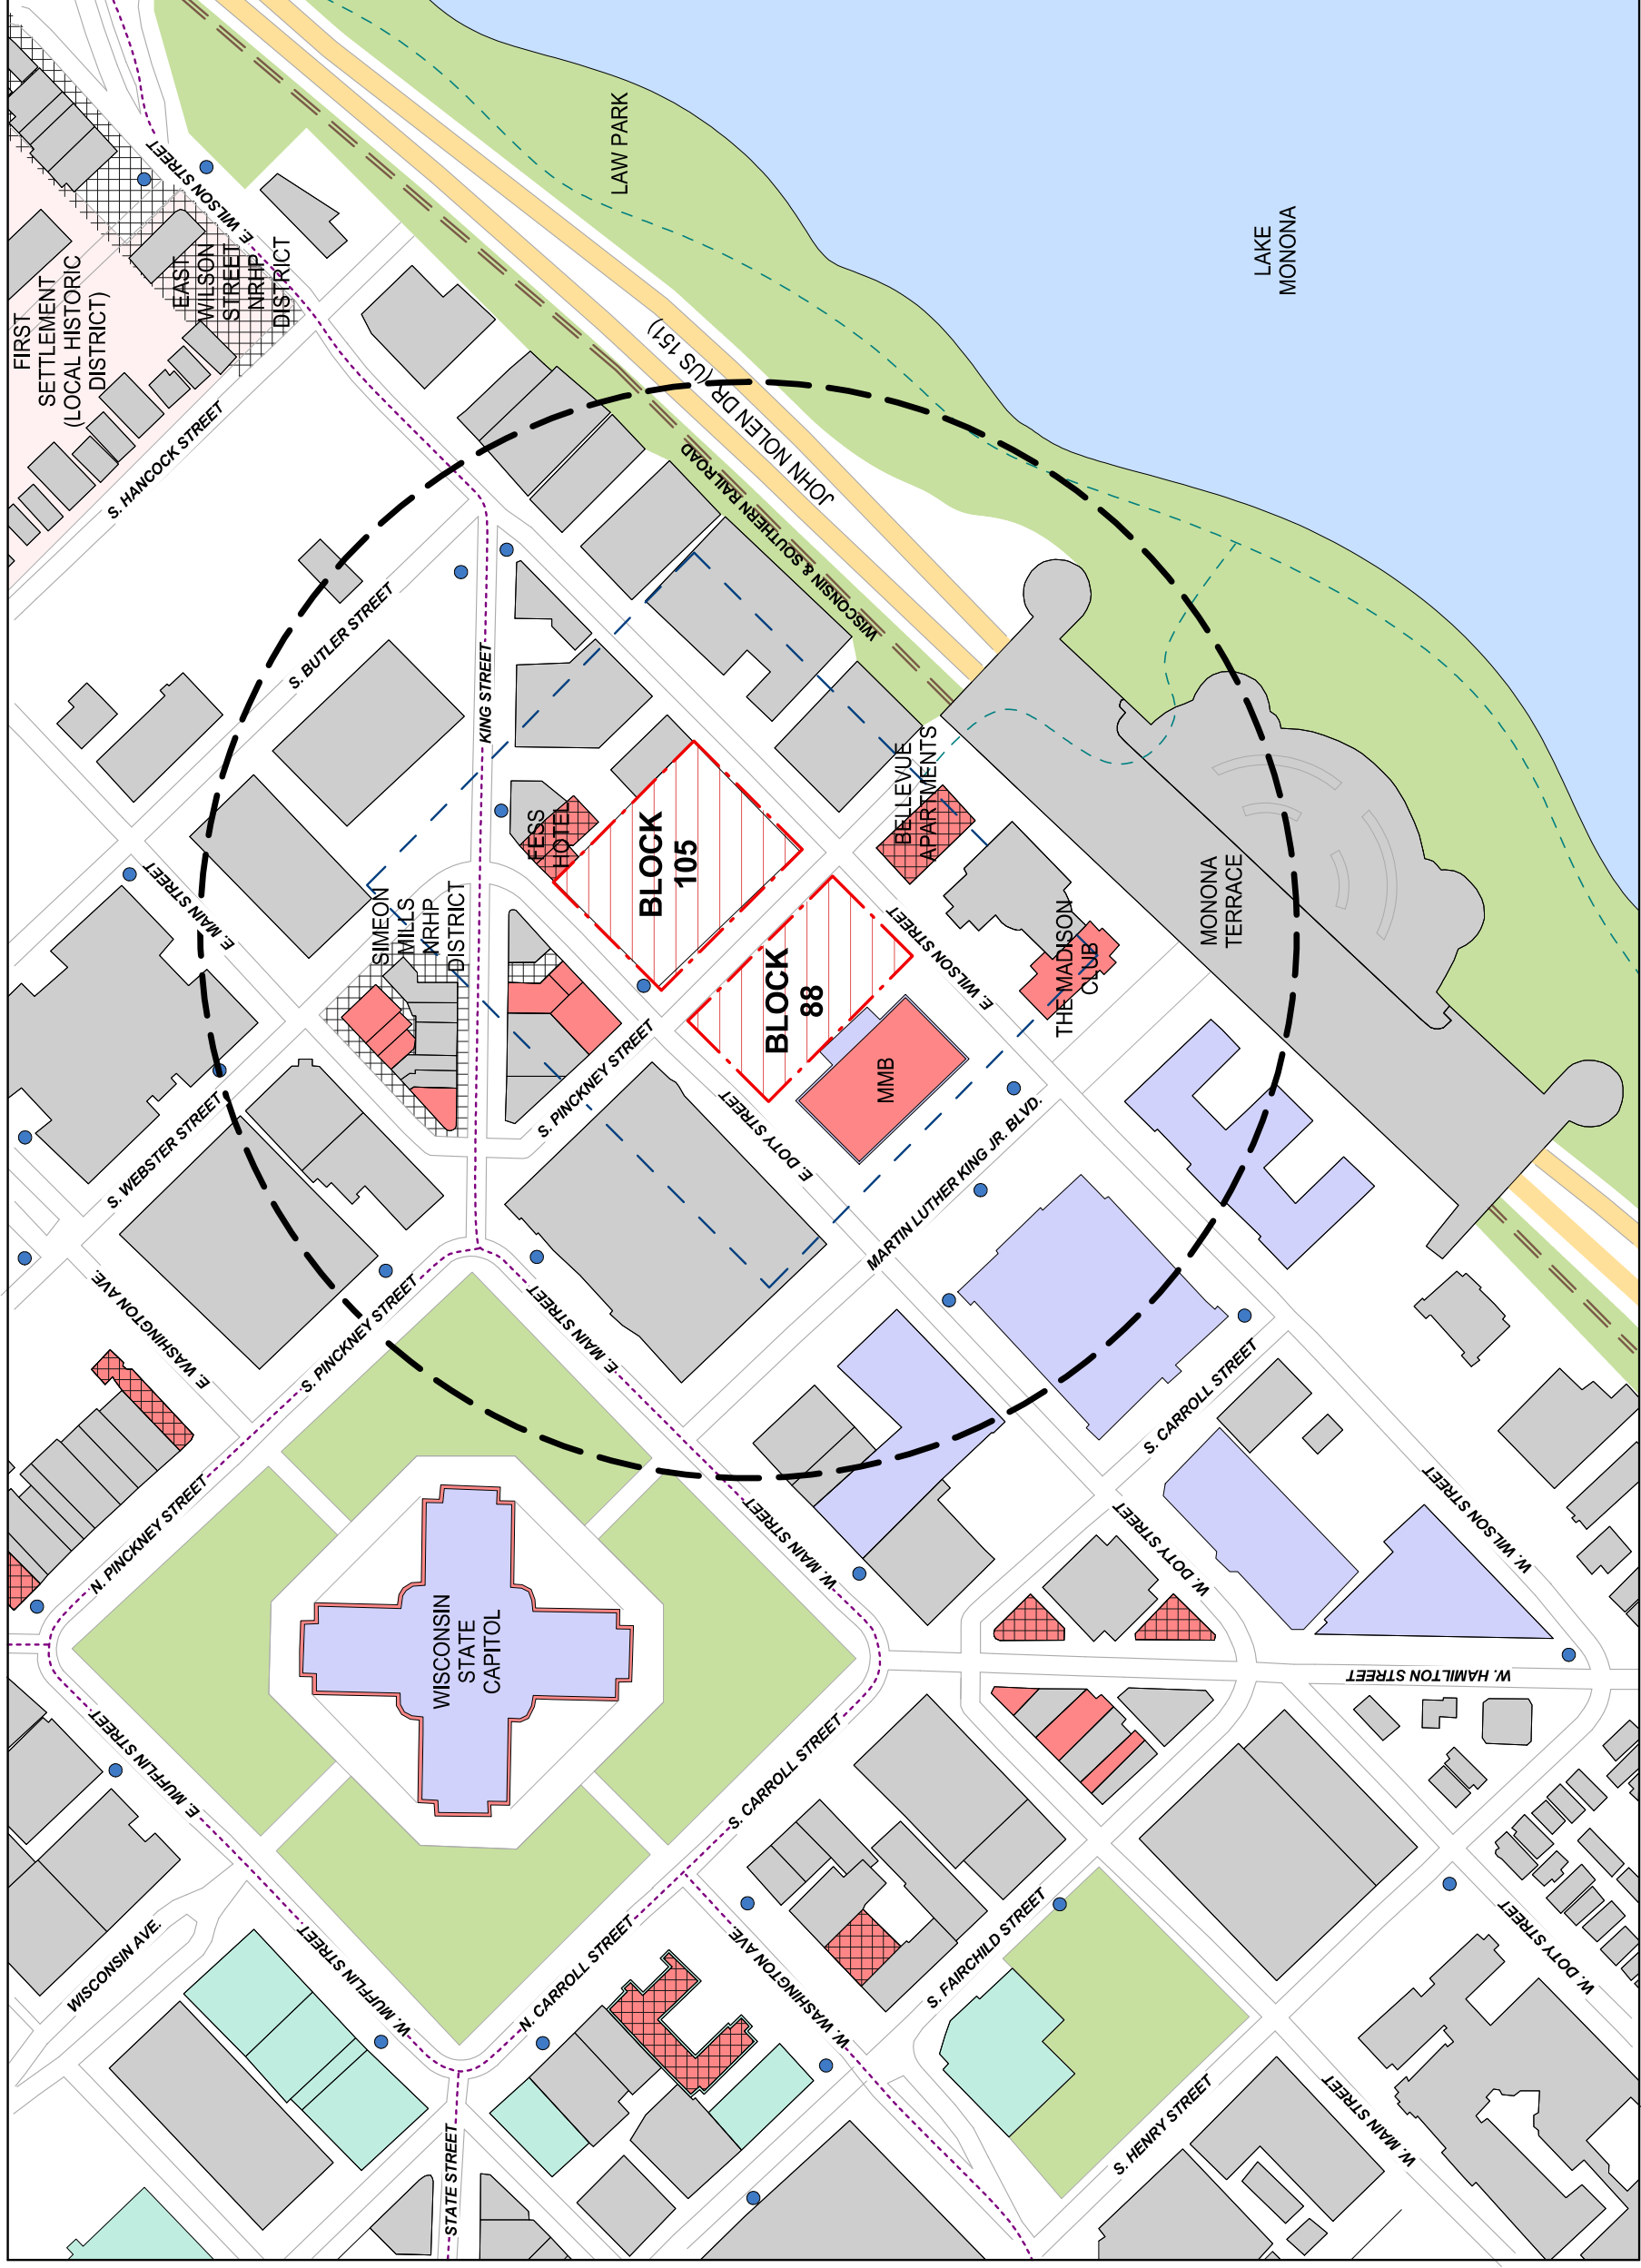 LAW PARK
E. WILSON STREET
FIRST
SETTLEMENT
(LOCAL HISTORIC
DISTRICT)
EAST
WILSON
STREET
NRHP
DISTRICT
LAKE
MONONA
S. HANCOCK STREET
JOHN NOLEN DR (US 151)
WISCONSIN & SOUTHERN RAILROAD
S. BUTLER STREET
KING STREET
BELLEVUE
APARTMENTS
FESS
HOTEL
BLOCK
105
E. MAIN STREET
SIMEON
MILLS
NRHP
DISTRICT
E. WILSON STREET
THE MADISON
CLUB
MONONA
TERRACE
BLOCK
88
MMB
S. PINCKNEY STREET
E. DOTY STREET
S. WEBSTER STREET
MARTIN LUTHER KING JR. BLVD.
E. WASHINGTON AVE.
S. PINCKNEY STREET
E. MAIN STREET
S. CARROLL STREET
N. PINCKNEY STREET
W. MAIN STREET
W. DOTY STREET
W. WILSON STREET
WISCONSIN
STATE
CAPITOL
W. HAMILTON STREET
E. MUFFLIN STREET
S. CARROLL STREET
WISCONSIN AVE.
W. MUFFLIN STREET
N. CARROLL STREET
W. WASHINGTON AVE.
S. FAIRCHILD STREET
W. DOTY STREET
STATE STREET
S. HENRY STREET
W. MAIN STREET